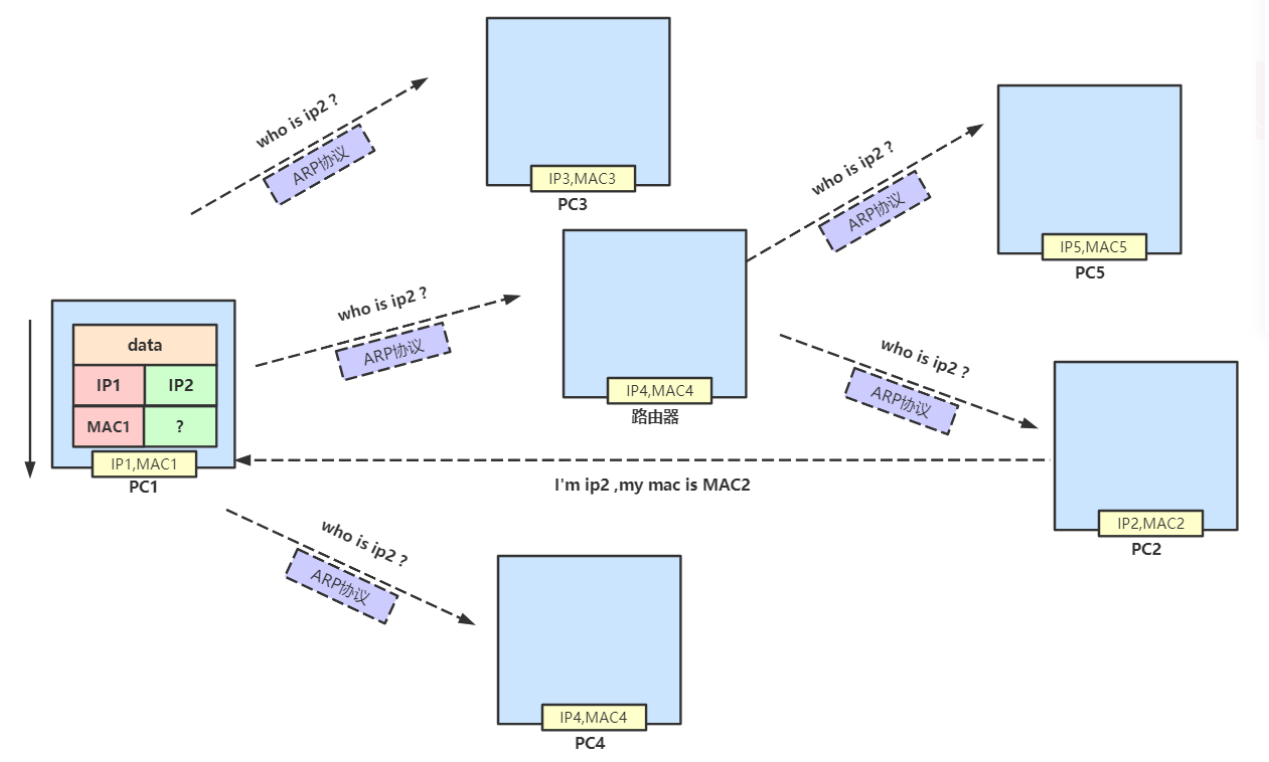 who is ip2 ?
ARP协议
IP3,MAC3
PC3
who is ip2 ?
ARP协议
IP5,MAC5
PC5
who is ip2 ?
ARP协议
IP4,MAC4
路由器
who is ip2 ?
ARP协议
data
IP1 IP2
MAC1 ?
IP1,MAC1
PC1
I'm ip2 ,my mac is MAC2
IP2,MAC2
PC2
who is ip2 ?
ARP协议
IP4,MAC4
PC4